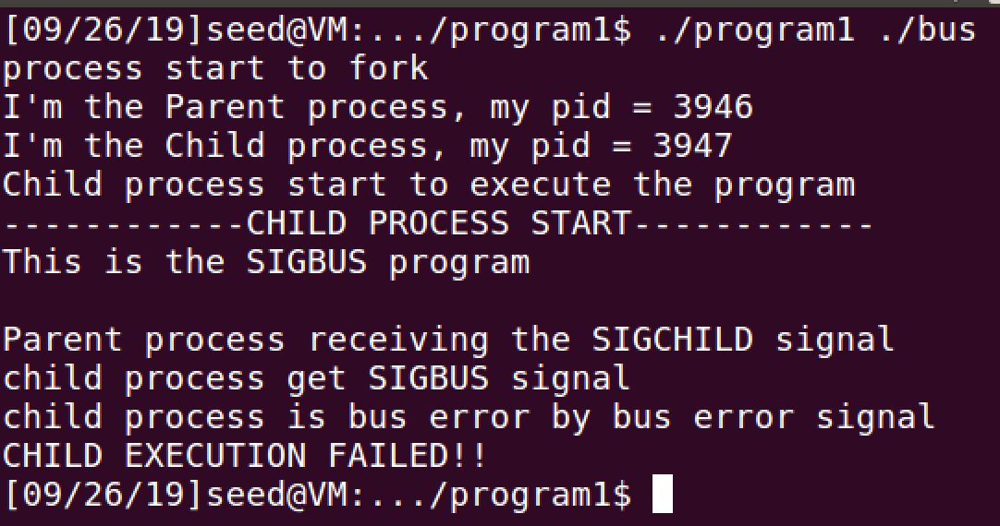 [09/26/19]seed@VM:.../program1$ ./program1 ./bus
process start to fork
I'm the Parent process, my pid = 3946
I'm the Child process, my pid = 3947
Child process start to execute the program
------------CHILD PROCESS START------------
This is the SIGBUS program

Parent process receiving the SIGCHILD signal
child process get SIGBUS signal
child process is bus error by bus error signal
CHILD EXECUTION FAILED!!
[09/26/19]seed@VM:.../program1$